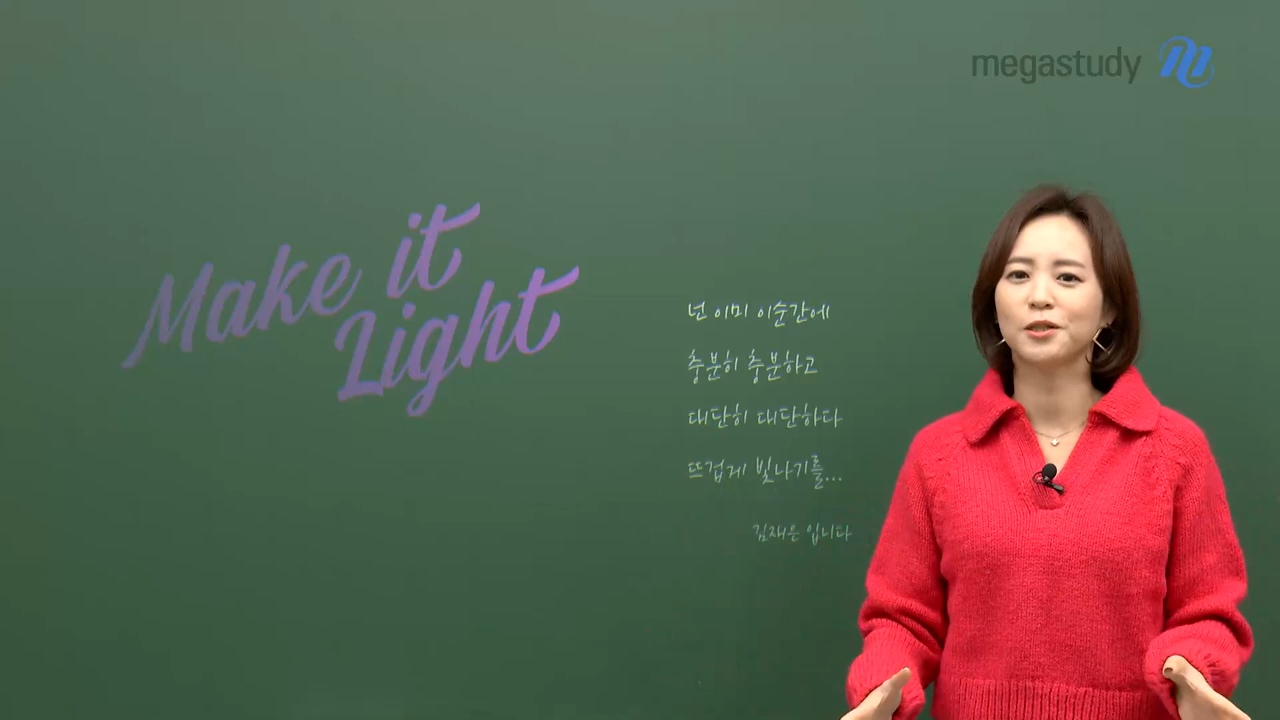 megastudy
Make it
Light
넌 이미 이순간에
충분히 충분하고
대단히 대단하다
뜨겁게 빛나기를...
김재은 입니다